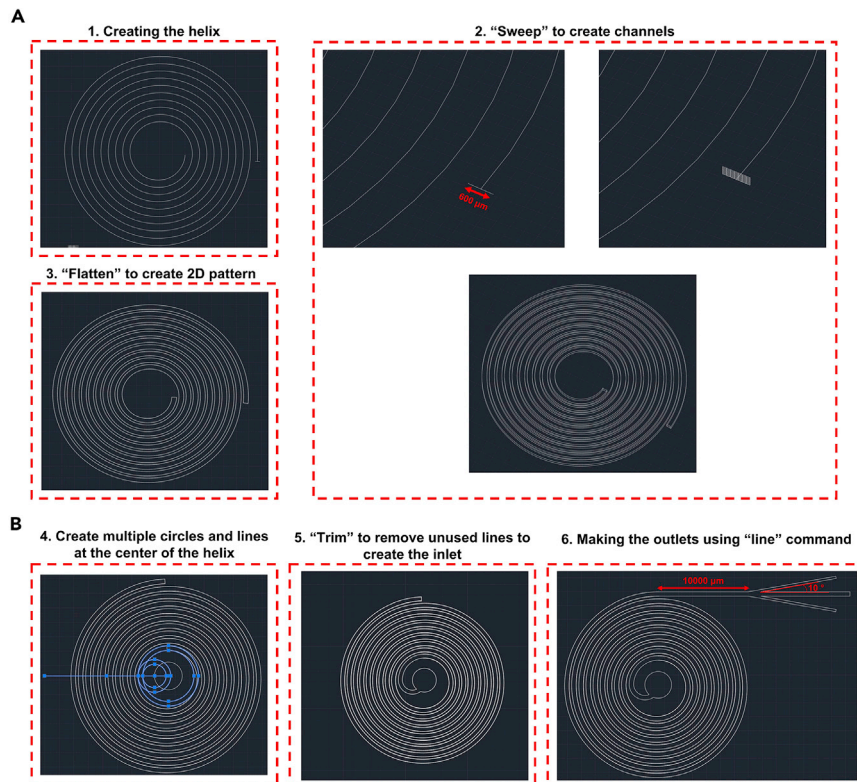 A
1. Creating the helix
2. “Sweep” to create channels
600 μm
3. “Flatten” to create 2D pattern
B
4. Create multiple circles and lines
at the center of the helix
5. “Trim” to remove unused lines to
create the inlet
6. Making the outlets using “line” command
10000 μm
10 °